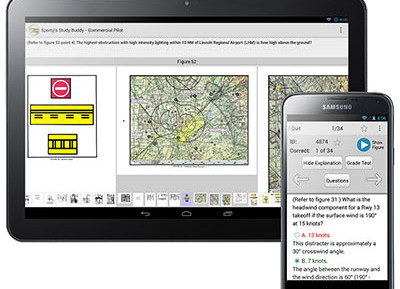 Sporty's Study Buddy - Commercial Pilot
(Refer to figure 52 point 4) The highest obstruction with high intensity lighting within 10 NM of Lincoln Regional Airport (LHM) is how high above the ground?
Figure 52
SAMSUNG
4:06
Quit
1/34
ID:
4874
Correct:
1 of 34
Show
Figure
Hide Explanation
Grade Test
Questions
(Refer to figure 31.) What is the
headwind component for a Rwy 13
takeoff if the surface wind is 190°
at 15 knots?
A. 13 knots.
This distracter is approximately a
30° crosswind angle.
B. 7 knots.
The angle between the runway and
the wind direction is 60° (190° -